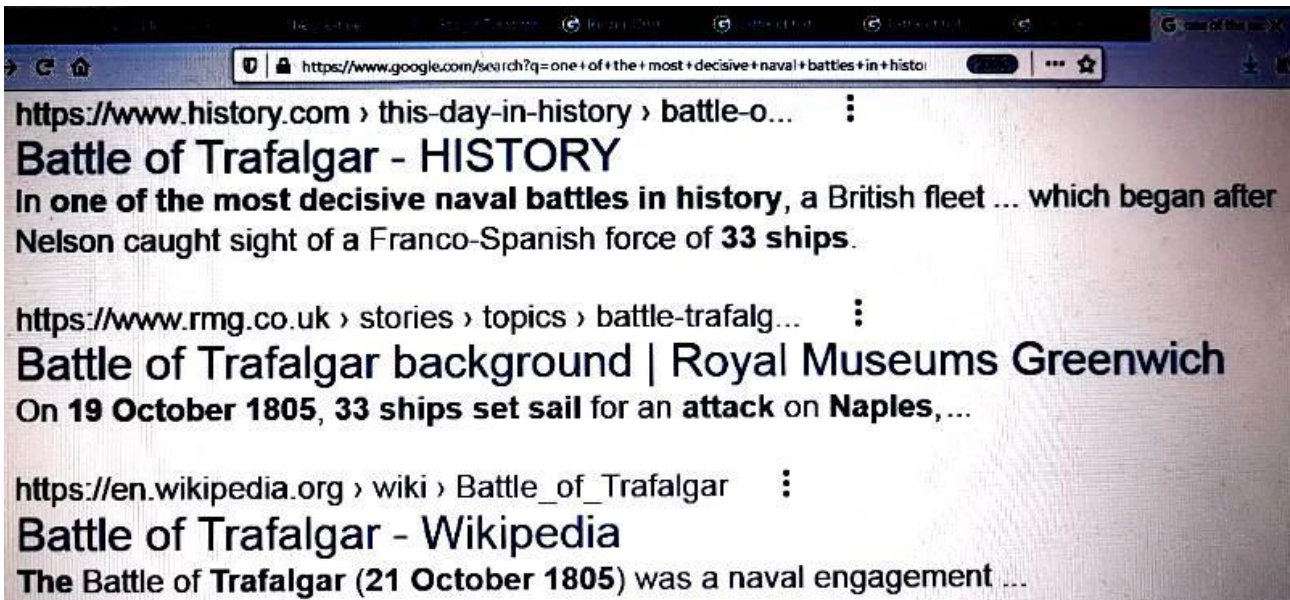 https://www.google.com/search?q=one+of+the+most+decisive+naval+battles+in+histo
https://www.history.com › this-day-in-history › battle-o...
Battle of Trafalgar - HISTORY
In one of the most decisive naval battles in history, a British fleet ... which began after
Nelson caught sight of a Franco-Spanish force of 33 ships.
https://www.rmg.co.uk › stories › topics › battle-trafalg...
Battle of Trafalgar background | Royal Museums Greenwich
On 19 October 1805, 33 ships set sail for an attack on Naples, ...
https://en.wikipedia.org › wiki › Battle_of_Trafalgar
Battle of Trafalgar - Wikipedia
The Battle of Trafalgar (21 October 1805) was a naval engagement ...